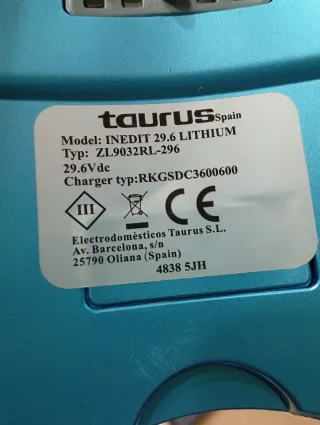 taurus Spain
Model: INEDIT 29.6 LITHIUM
Typ: ZL9032RL-296
29.6Vdc
Charger typ:RKGSDC3600600
III
CE
Electrodomésticos Taurus S.L.
Av. Barcelona, s/n
25790 Oliana (Spain)
4838 5JH